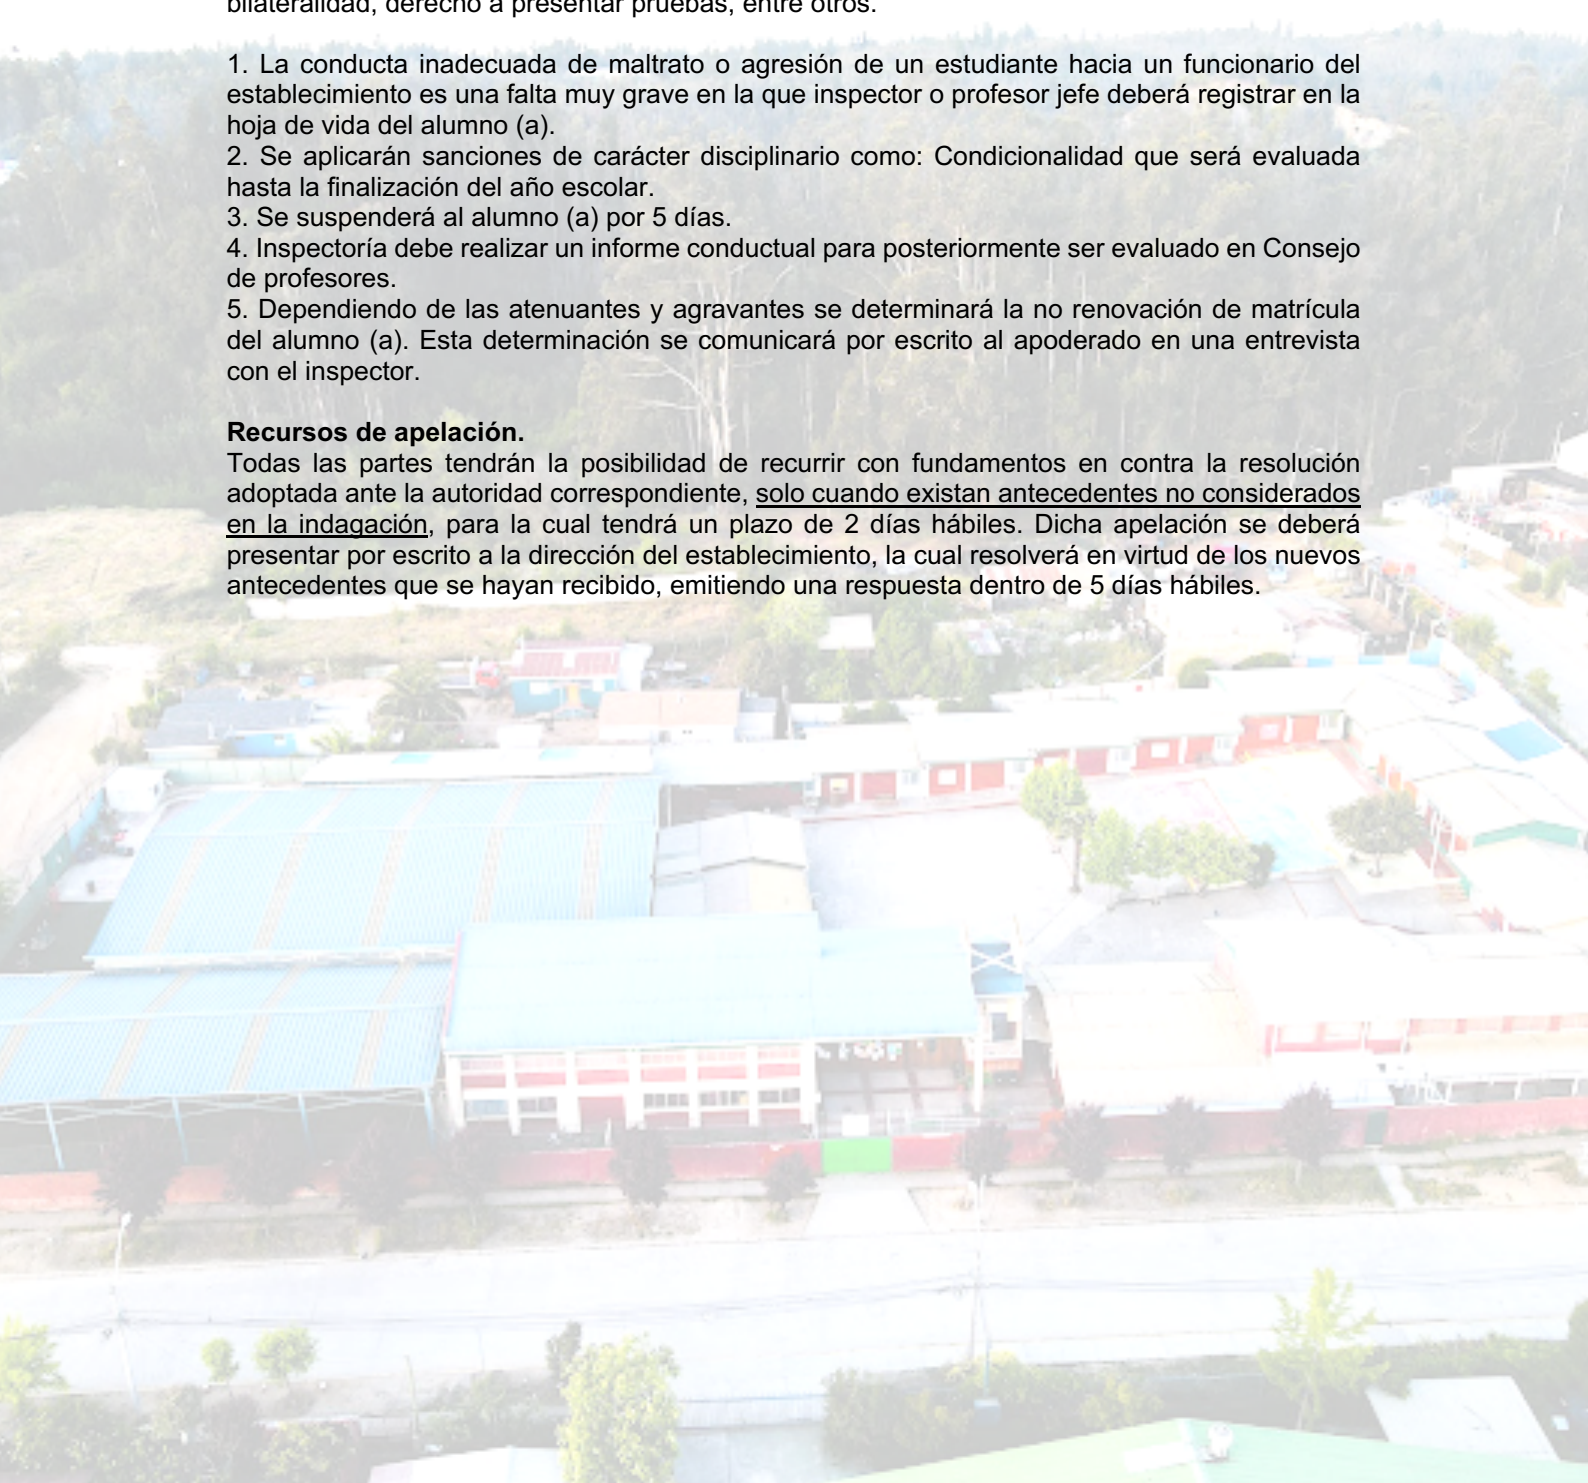 bilateralidad, derecho a presentar pruebas, entre otros.
1. La conducta inadecuada de maltrato o agresión de un estudiante hacia un funcionario del
establecimiento es una falta muy grave en la que inspector o profesor jefe deberá registrar en la
hoja de vida del alumno (a).
2. Se aplicarán sanciones de carácter disciplinario como: Condicionalidad que será evaluada
hasta la finalización del año escolar.
3. Se suspenderá al alumno (a) por 5 días.
4. Inspectoría debe realizar un informe conductual para posteriormente ser evaluado en Consejo
de profesores.
5. Dependiendo de las atenuantes y agravantes se determinará la no renovación de matrícula
del alumno (a). Esta determinación se comunicará por escrito al apoderado en una entrevista
con el inspector.
Recursos de apelación.
Todas las partes tendrán la posibilidad de recurrir con fundamentos en contra la resolución
adoptada ante la autoridad correspondiente, solo cuando existan antecedentes no considerados
en la indagación, para la cual tendrá un plazo de 2 días hábiles. Dicha apelación se deberá
presentar por escrito a la dirección del establecimiento, la cual resolverá en virtud de los nuevos
antecedentes que se hayan recibido, emitiendo una respuesta dentro de 5 días hábiles.